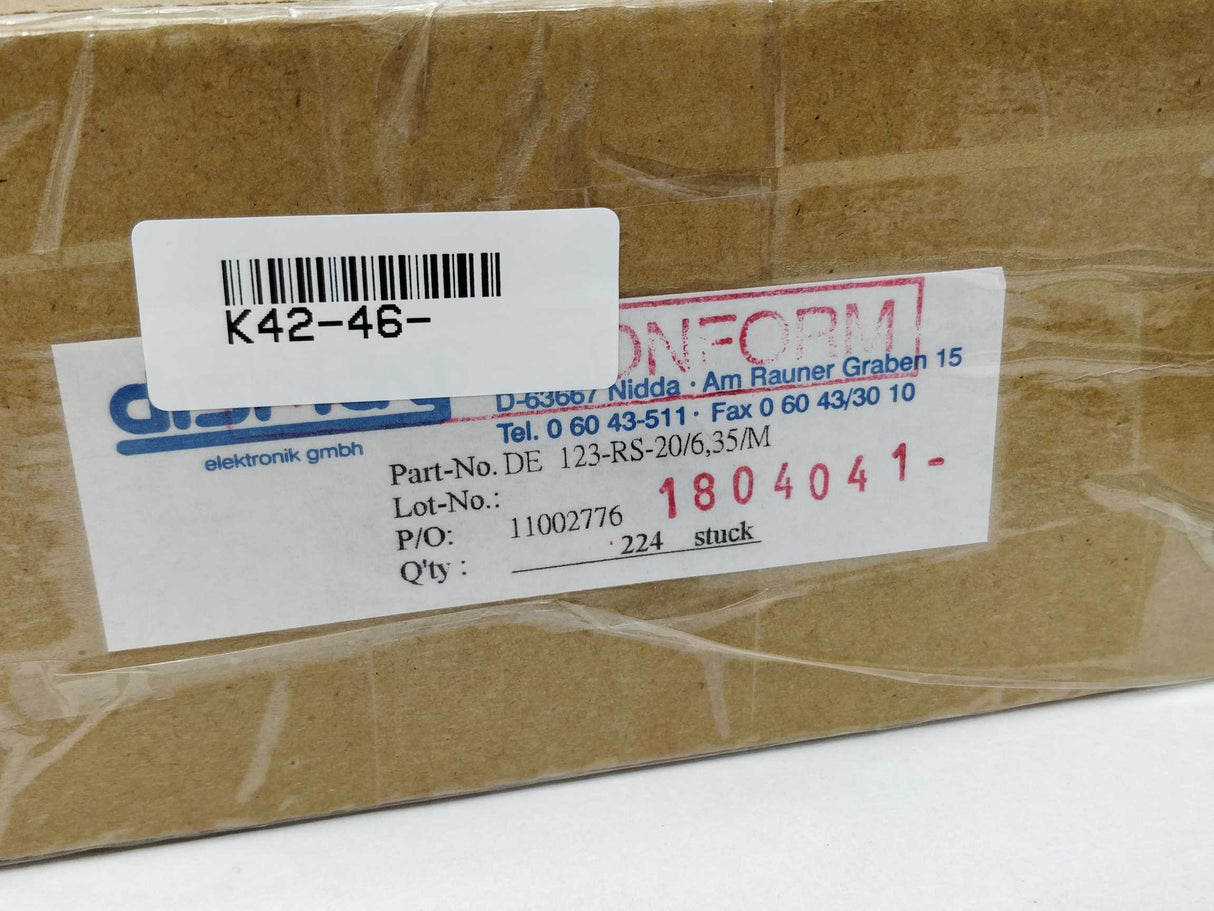 K42-46-
ONFORM
D-63667 Nidda · Am Rauner Graben 15
Tel. 0 60 43-511 · Fax 0 60 43/30 10
elektronik gmbh
Part-No. DE 123-RS-20/6,35/M
Lot-No.: 1804041-
P/O: 11002776
Q'ty : 224 stuck